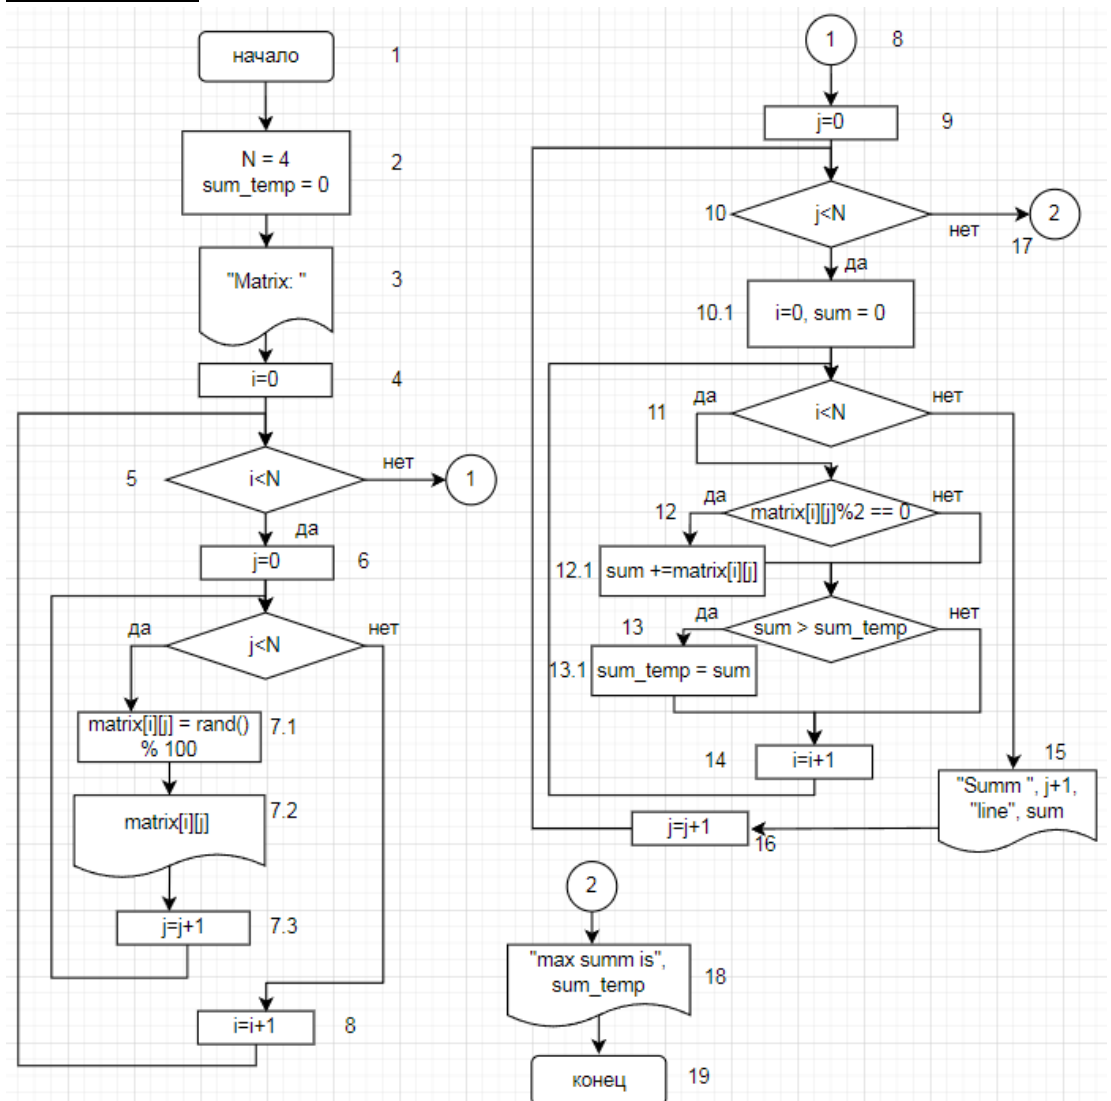 начало
1
N = 4
sum_temp = 0
2
"Matrix: "
3
i=0
4
5
i<N
нет
1
да
j=0
6
да
j<N
нет
matrix[i][j] = rand()
% 100
7.1
matrix[i][j]
7.2
j=j+1
7.3
i=i+1
8
1
8
j=0
9
10
j<N
нет
2
17
да
10.1
i=0, sum = 0
11
да
i<N
нет
12
да
matrix[i][j]%2 == 0
нет
12.1
sum +=matrix[i][j]
13
да
sum > sum_temp
нет
13.1
sum_temp = sum
14
i=i+1
15
"Summ ", j+1,
"line", sum
j=j+1
16
2
"max summ is",
sum_temp
18
конец
19